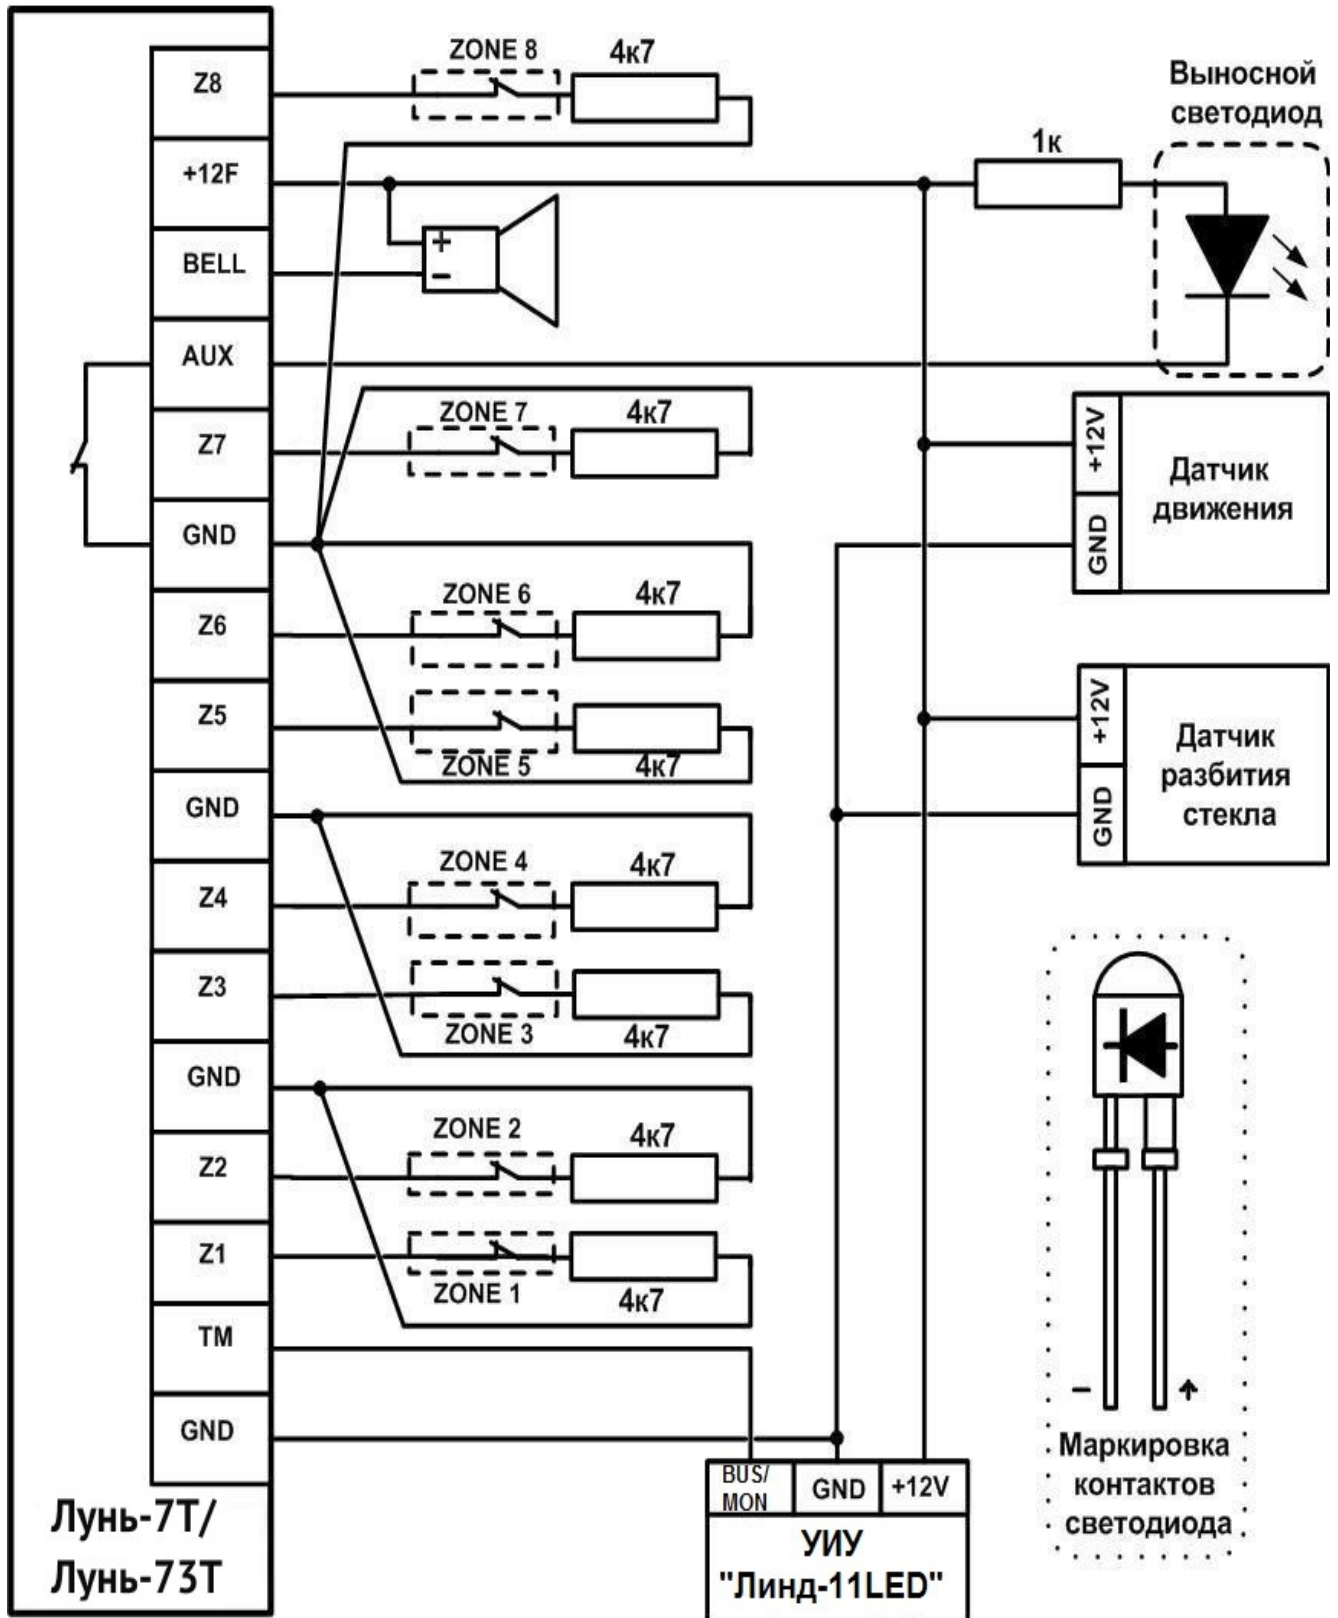 ZONE 8
4к7
Z8
Выносной
светодиод
1к
+12F
+
−
BELL
AUX
ZONE 7
4к7
Z7
+12V
GND
Датчик
движения
GND
ZONE 6
4к7
Z6
Z5
ZONE 5
4к7
+12V
GND
Датчик
разбития
стекла
GND
ZONE 4
4к7
Z4
Z3
ZONE 3
4к7
GND
ZONE 2
4к7
Z2
Z1
ZONE 1
4к7
TM
GND
−
Маркировка
контактов
светодиода
BUS/
MON
GND
+12V
УИУ
"Линд-11LED"
Лунь-7Т/
Лунь-73Т